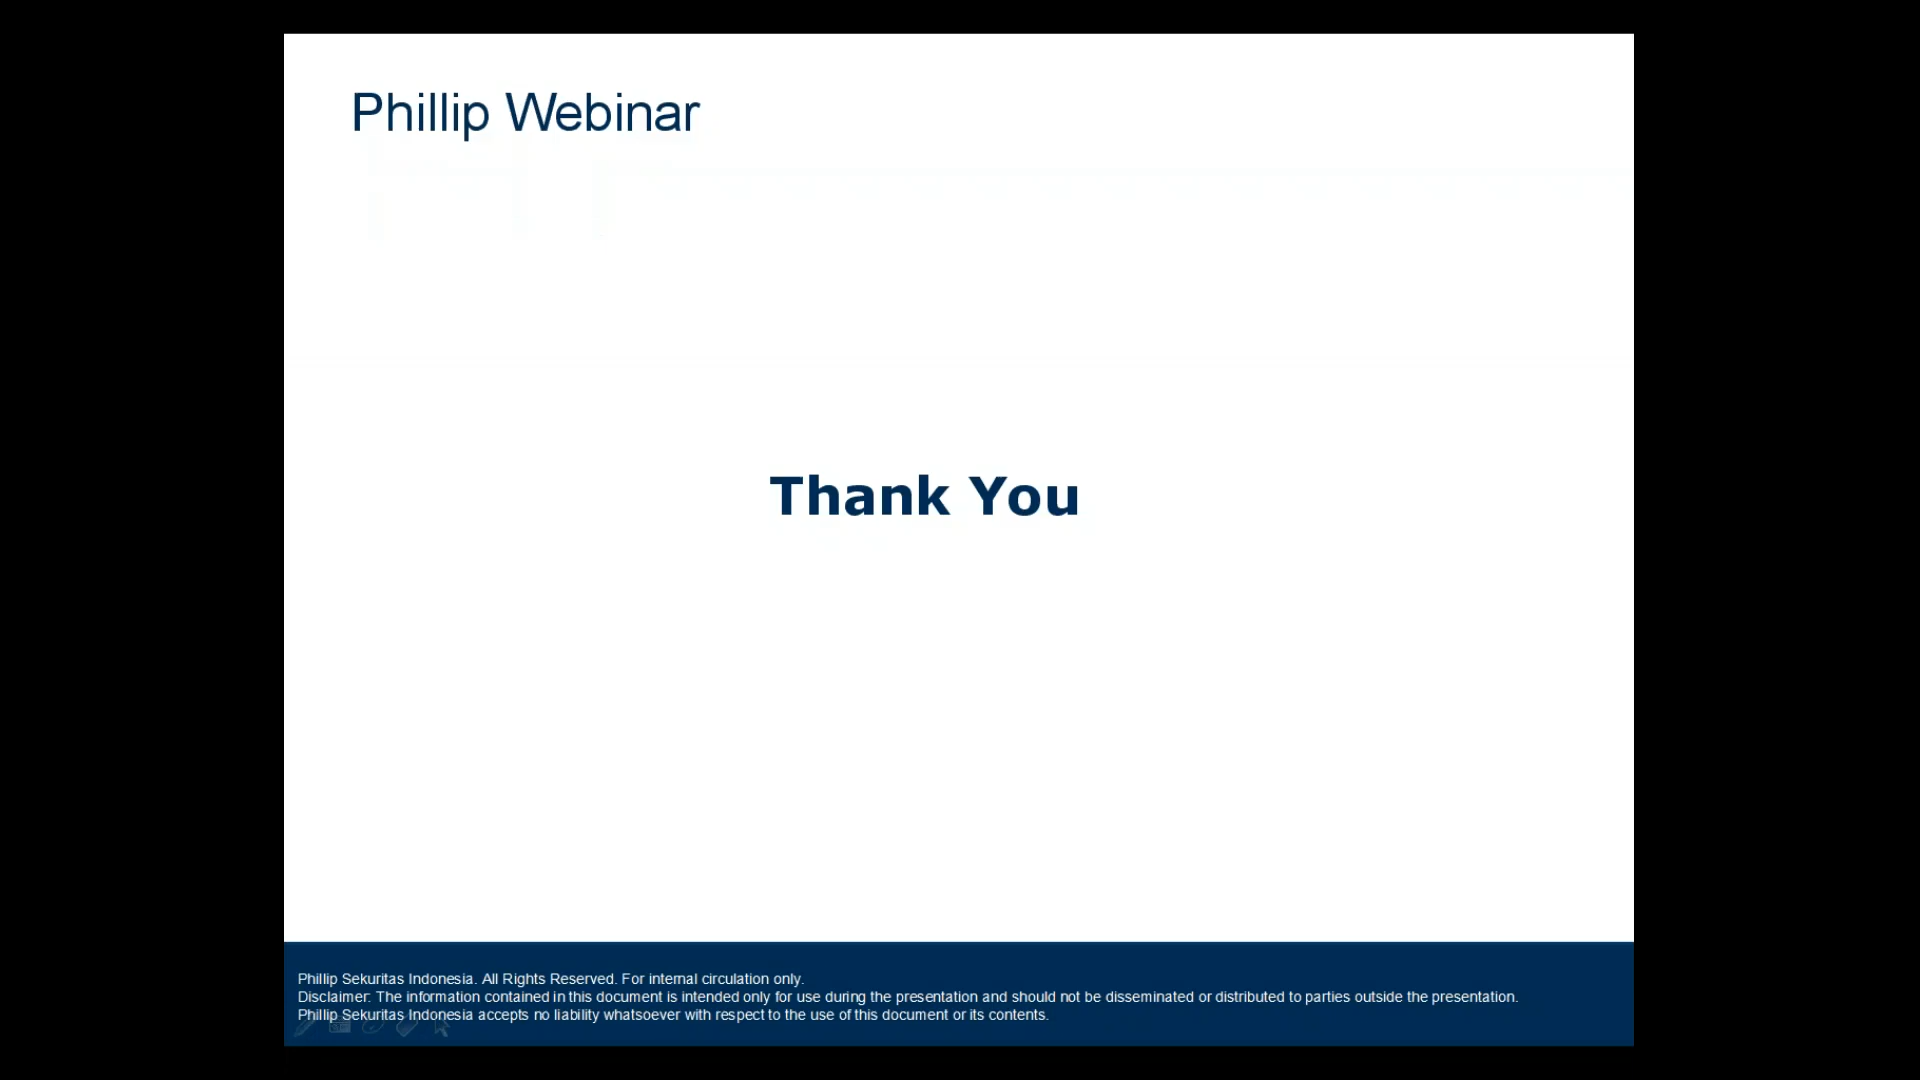 Phillip Webinar
Thank You
Phillip Sekuritas Indonesia. All Rights Reserved. For internal circulation only.
Disclaimer: The information contained in this document is intended only for use during the presentation and should not be disseminated or distributed to parties outside the presentation.
Phillip Sekuritas Indonesia accepts no liability whatsoever with respect to the use of this document or its contents.